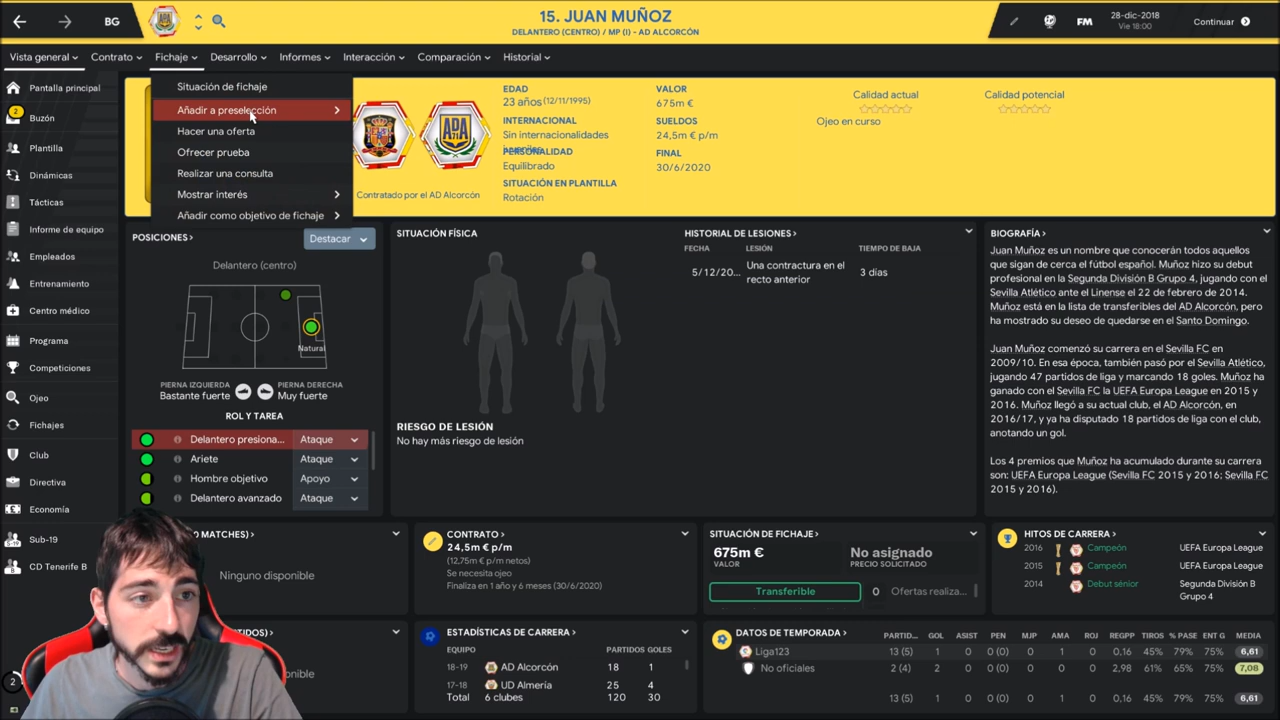 BG
15. JUAN MUÑOZ
DELANTERO (CENTRO) / MP (I) - AD ALCORCÓN
FM
28-dic-2018
Vie 18:00
Continuar
Vista general
Contrato
Fichaje
Desarrollo
Informes
Interacción
Comparación
Historial
Pantalla principal
2
Buzón
Plantilla
Dinámicas
Tácticas
Informe de equipo
Empleados
Entrenamiento
Centro médico
Programa
Competiciones
Ojeo
Fichajes
Club
Directiva
Economía
Sub-19
CD Tenerife B
2
Situación de fichaje
Añadir a preselección
Hacer una oferta
Ofrecer prueba
Realizar una consulta
Mostrar interés
Añadir como objetivo de fichaje
ADA
71
Contratado por el AD Alcorcón
EDAD
23 años (12/11/1995)
INTERNACIONAL
Sin internacionalidades
PERSONALIDAD
Equilibrado
SITUACIÓN EN PLANTILLA
Rotación
VALOR
675m €
SUELDOS
24,5m € p/m
FINAL
30/6/2020
Calidad actual
Ojeo en curso
Calidad potencial
POSICIONES
Destacar
Delantero (centro)
Natural
PIERNA IZQUIERDA
Bastante fuerte
PIERNA DERECHA
Muy fuerte
ROL Y TAREA
Delantero presiona... Ataque
Ariete Ataque
Hombre objetivo Apoyo
Delantero avanzado Ataque
SITUACIÓN FÍSICA
RIESGO DE LESIÓN
No hay más riesgo de lesión
HISTORIAL DE LESIONES
FECHA LESIÓN TIEMPO DE BAJA
5/12/20... Una contractura en el recto anterior 3 días
BIOGRAFÍA
Juan Muñoz es un nombre que conocerán todos aquellos
que sigan de cerca el fútbol español. Muñoz hizo su debut
profesional en la Segunda División B Grupo 4, jugando con el
Sevilla Atlético ante el Linense el 22 de febrero de 2014.
Muñoz está en la lista de transferibles del AD Alcorcón, pero
ha mostrado su deseo de quedarse en el Santo Domingo.
Juan Muñoz comenzó su carrera en el Sevilla FC en
2009/10. En esa época, también pasó por el Sevilla Atlético,
jugando 47 partidos de liga y marcando 18 goles. Muñoz ha
ganado con el Sevilla FC la UEFA Europa League en 2015 y
2016. Muñoz llegó a su actual club, el AD Alcorcón, en
2016/17, y ya ha disputado 18 partidos de liga con el club,
anotando un gol.
Los 4 premios que Muñoz ha acumulado durante su carrera
son: UEFA Europa League (Sevilla FC 2015 y 2016; Sevilla FC
2015 y 2016).
0 MATCHES)
Ninguno disponible
CONTRATO
24,5m € p/m
(12,75m € p/m netos)
Se necesita ojeo
Finaliza en 1 año y 6 meses (30/6/2020)
SITUACIÓN DE FICHAJE
675m €
VALOR
No asignado
PRECIO SOLICITADO
Transferible
0 Ofertas realiza...
HITOS DE CARRERA
2016 Campeón UEFA Europa League
2015 Campeón UEFA Europa League
2014 Debut sénior Segunda División B
Grupo 4
ESTADÍSTICAS DE CARRERA
EQUIPO PARTIDOS GOLES
18-19 AD Alcorcón 18 1
17-18 UD Almería 25 4
Total 6 clubes 120 30
DATOS DE TEMPORADA PARTID... GOL ASIST PEN MJP AMA ROJ REGPP TIROS % PASE ENT G MEDIA
Liga123 13 (5) 1 0 0 (0) 0 1 0 0,16 45% 79% 75% 6,61
No oficiales 2 (4) 2 0 0 (0) 0 0 0 2,98 61% 65% 75% 7,08
13 (5) 1 0 0 (0) 0 1 0 0,16 45% 79% 75% 6,61